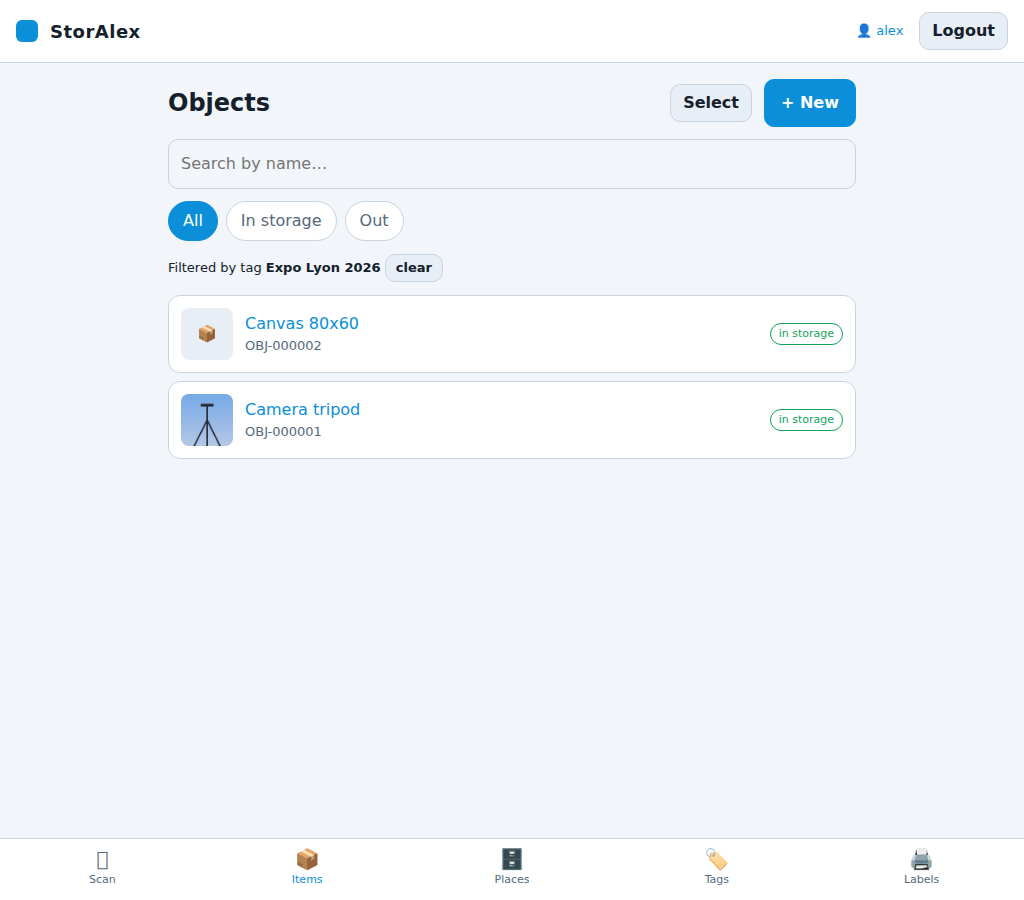 StorAlex
alex
Logout
Objects
Select
+ New
Search by name…
All
In storage
Out
Filtered by tag Expo Lyon 2026 clear
Canvas 80x60
OBJ-000002
in storage
Camera tripod
OBJ-000001
in storage
Scan
Items
Places
Tags
Labels